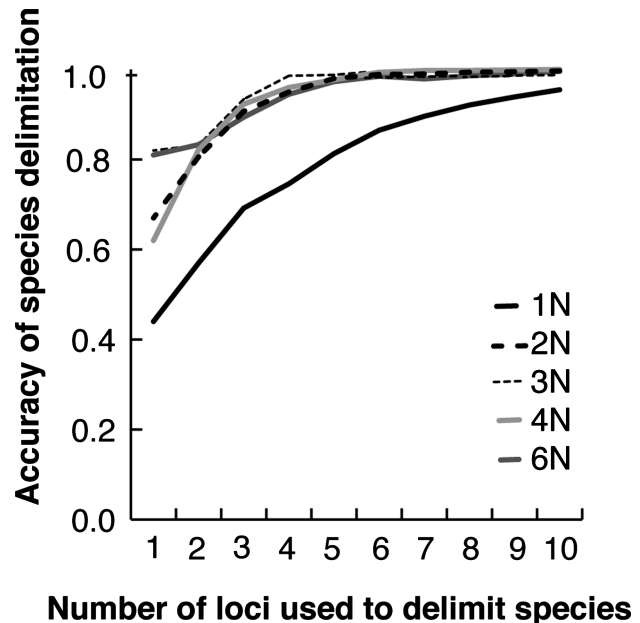 Accuracy of species delimitation
1.0
0.8
0.6
0.4
0.2
0.0
1N
2N
3N
4N
6N
1 2 3 4 5 6 7 8 9 10
Number of loci used to delimit species